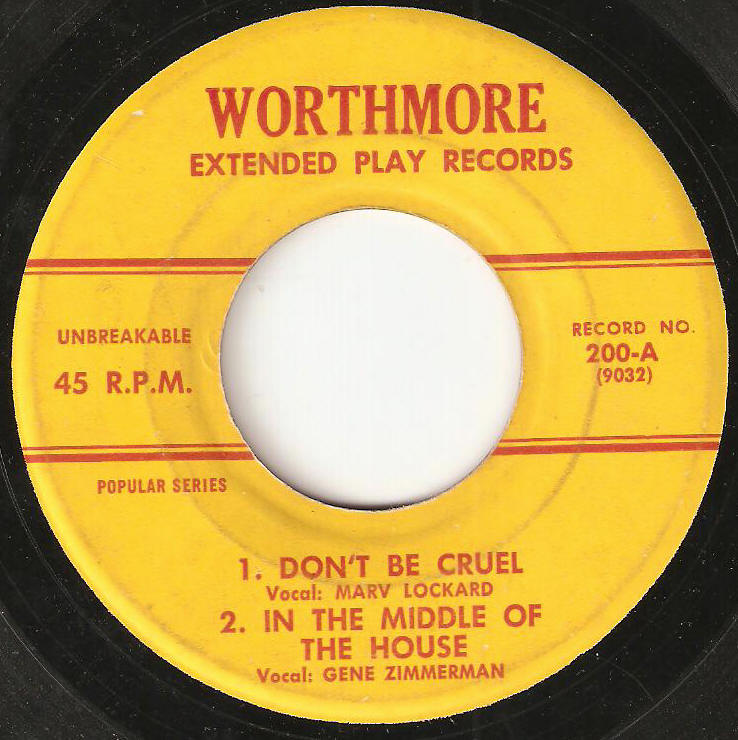 WORTHMORE
EXTENDED PLAY RECORDS
UNBREAKABLE
45 R.P.M.
RECORD NO.
200-A
(9032)
POPULAR SERIES
1. DON'T BE CRUEL
Vocal: MARV LOCKARD
2. IN THE MIDDLE OF
THE HOUSE
Vocal: GENE ZIMMERMAN